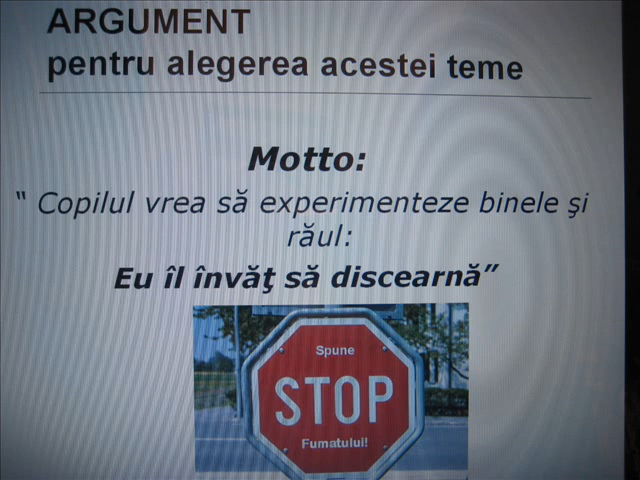 ARGUMENT
pentru alegerea acestei teme
Motto:
“ Copilul vrea să experimenteze binele şi
răul:
Eu îl învăţ să discearnă”
Spune
STOP
Fumatului!